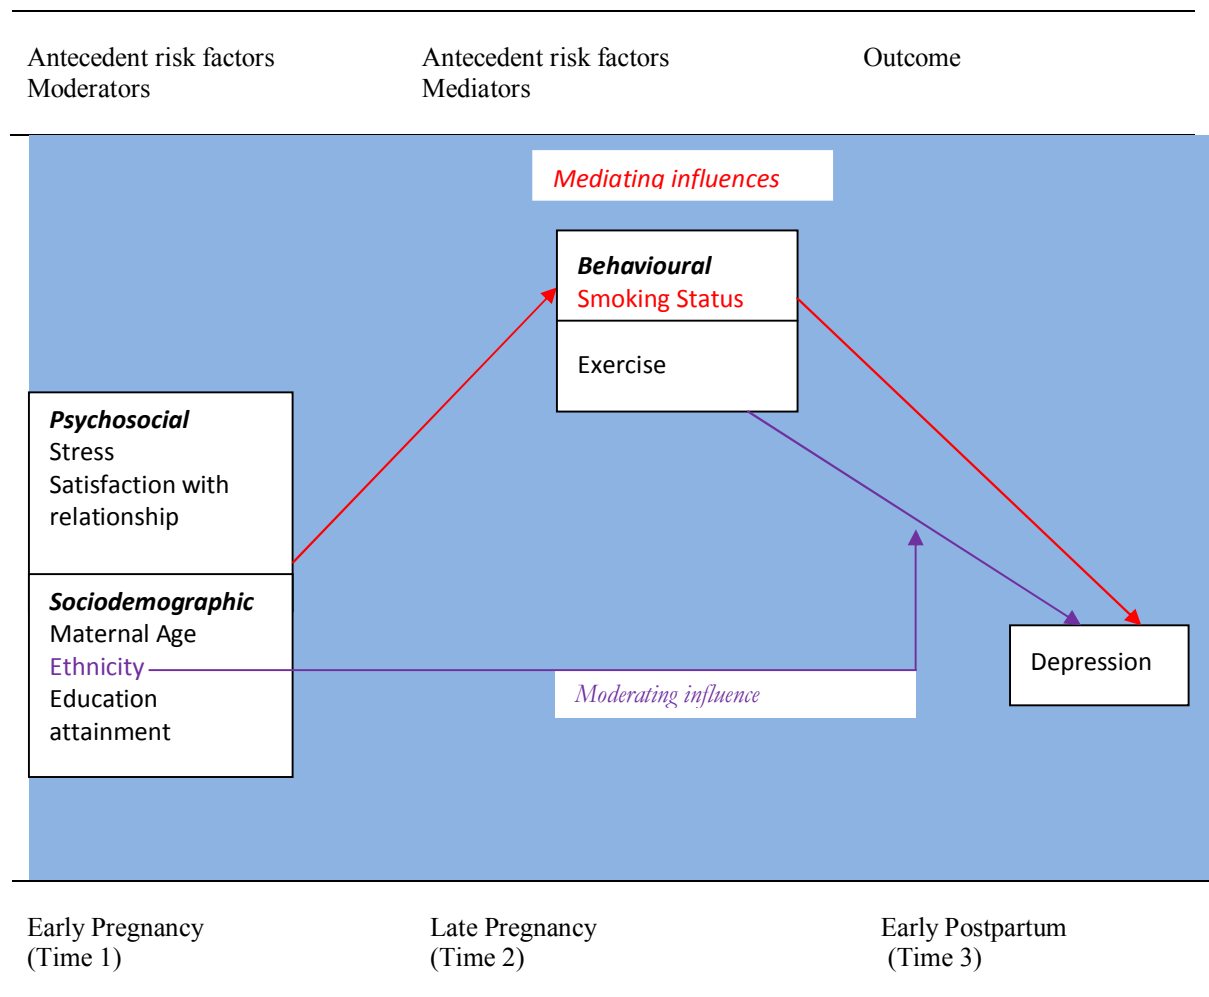 Antecedent risk factors
Moderators
Antecedent risk factors
Mediators
Outcome
Mediating influences
Behavioural
Smoking Status
Exercise
Psychosocial
Stress
Satisfaction with
relationship
Sociodemographic
Maternal Age
Ethnicity
Education
attainment
Moderating influence
Depression
Early Pregnancy
(Time 1)
Late Pregnancy
(Time 2)
Early Postpartum
(Time 3)